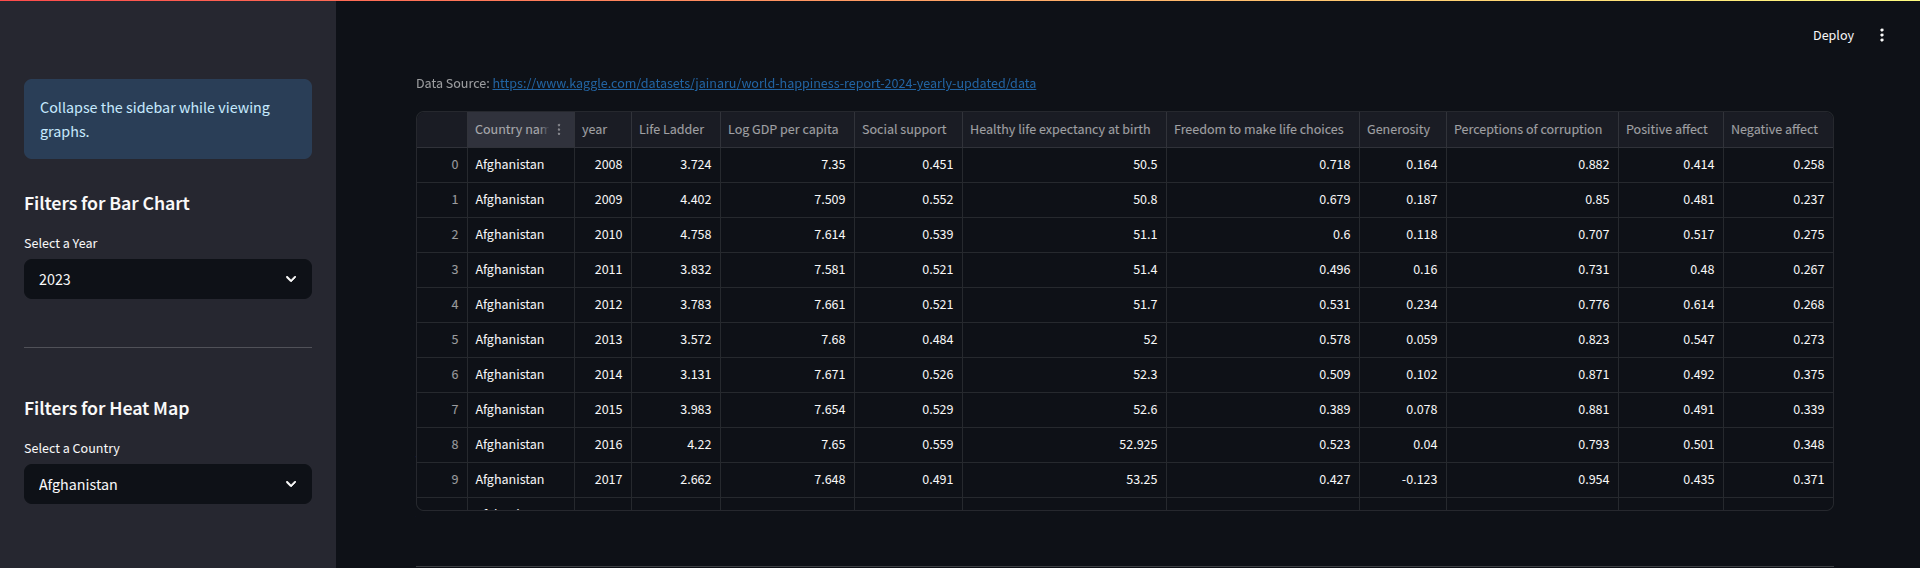 Deploy
Collapse the sidebar while viewing
graphs.
Filters for Bar Chart
Select a Year
2023
Filters for Heat Map
Select a Country
Afghanistan
Data Source: https://www.kaggle.com/datasets/jainaru/world-happiness-report-2024-yearly-updated/data
Country nar year Life Ladder Log GDP per capita Social support Healthy life expectancy at birth Freedom to make life choices Generosity Perceptions of corruption Positive affect Negative affect
0 Afghanistan 2008 3.724 7.35 0.451 50.5 0.718 0.164 0.882 0.414 0.258
1 Afghanistan 2009 4.402 7.509 0.552 50.8 0.679 0.187 0.85 0.481 0.237
2 Afghanistan 2010 4.758 7.614 0.539 51.1 0.6 0.118 0.707 0.517 0.275
3 Afghanistan 2011 3.832 7.581 0.521 51.4 0.496 0.16 0.731 0.48 0.267
4 Afghanistan 2012 3.783 7.661 0.521 51.7 0.531 0.234 0.776 0.614 0.268
5 Afghanistan 2013 3.572 7.68 0.484 52 0.578 0.059 0.823 0.547 0.273
6 Afghanistan 2014 3.131 7.671 0.526 52.3 0.509 0.102 0.871 0.492 0.375
7 Afghanistan 2015 3.983 7.654 0.529 52.6 0.389 0.078 0.881 0.491 0.339
8 Afghanistan 2016 4.22 7.65 0.559 52.925 0.523 0.04 0.793 0.501 0.348
9 Afghanistan 2017 2.662 7.648 0.491 53.25 0.427 -0.123 0.954 0.435 0.371